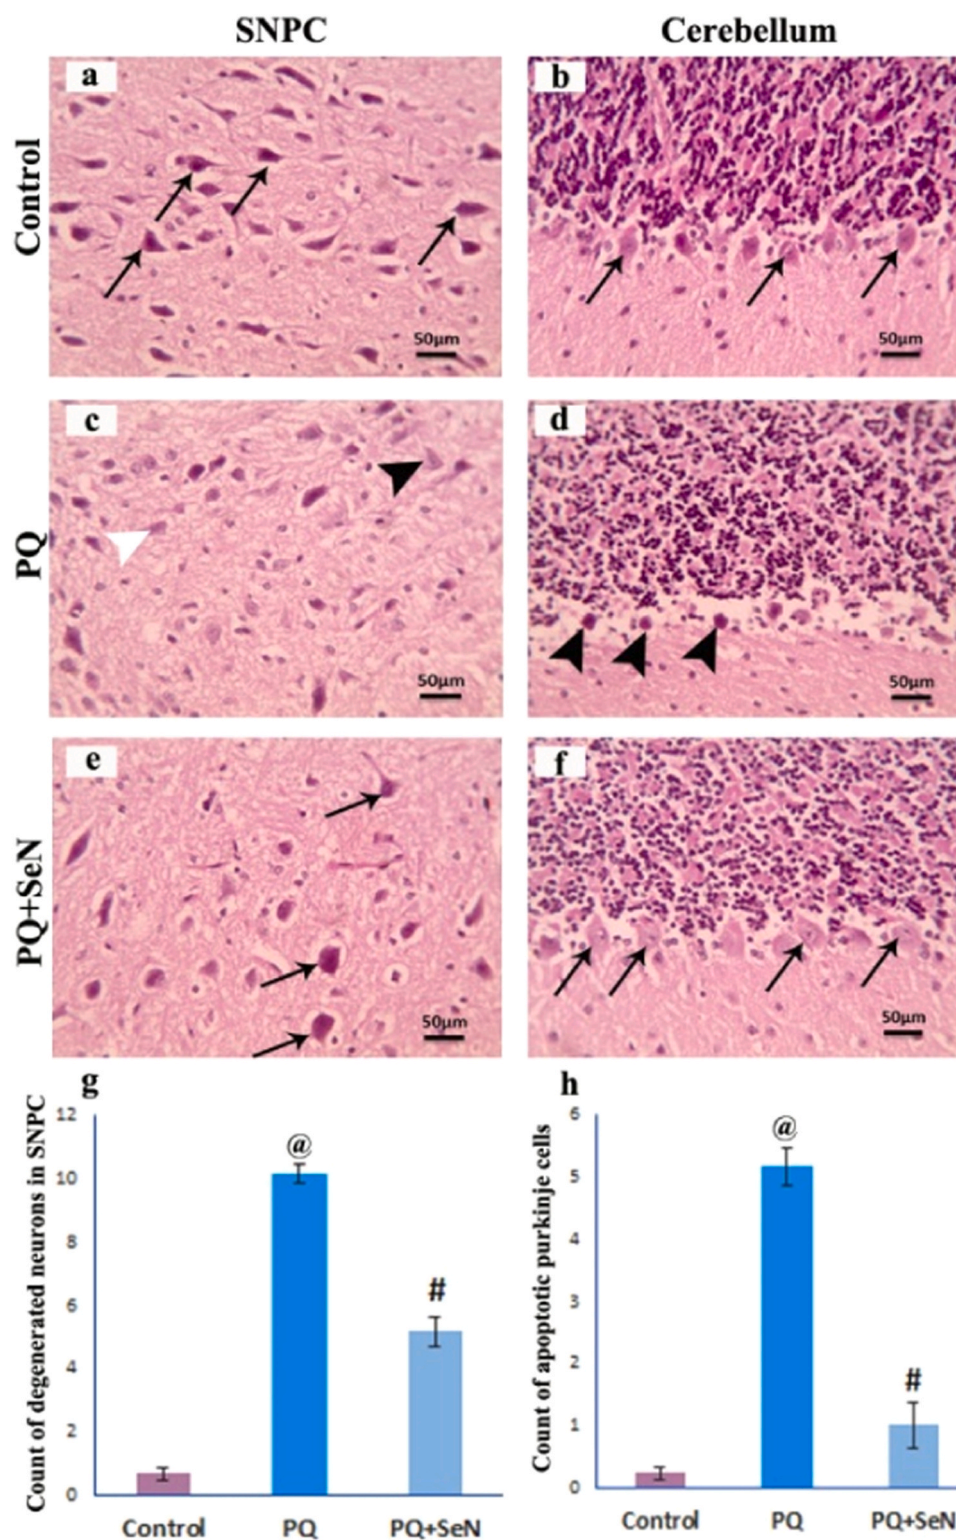 SNPC
Cerebellum
Control
a
50µm
b
50µm
PQ
c
50µm
d
50µm
PQ+SeN
e
50µm
f
50µm
g
Count of degenerated neurons in SNPC
12
10
8
6
4
2
0
@
#
Control
PQ
PQ+SeN
h
Count of apoptotic purkinje cells
6
5
4
3
2
1
0
@
#
Control
PQ
PQ+SeN